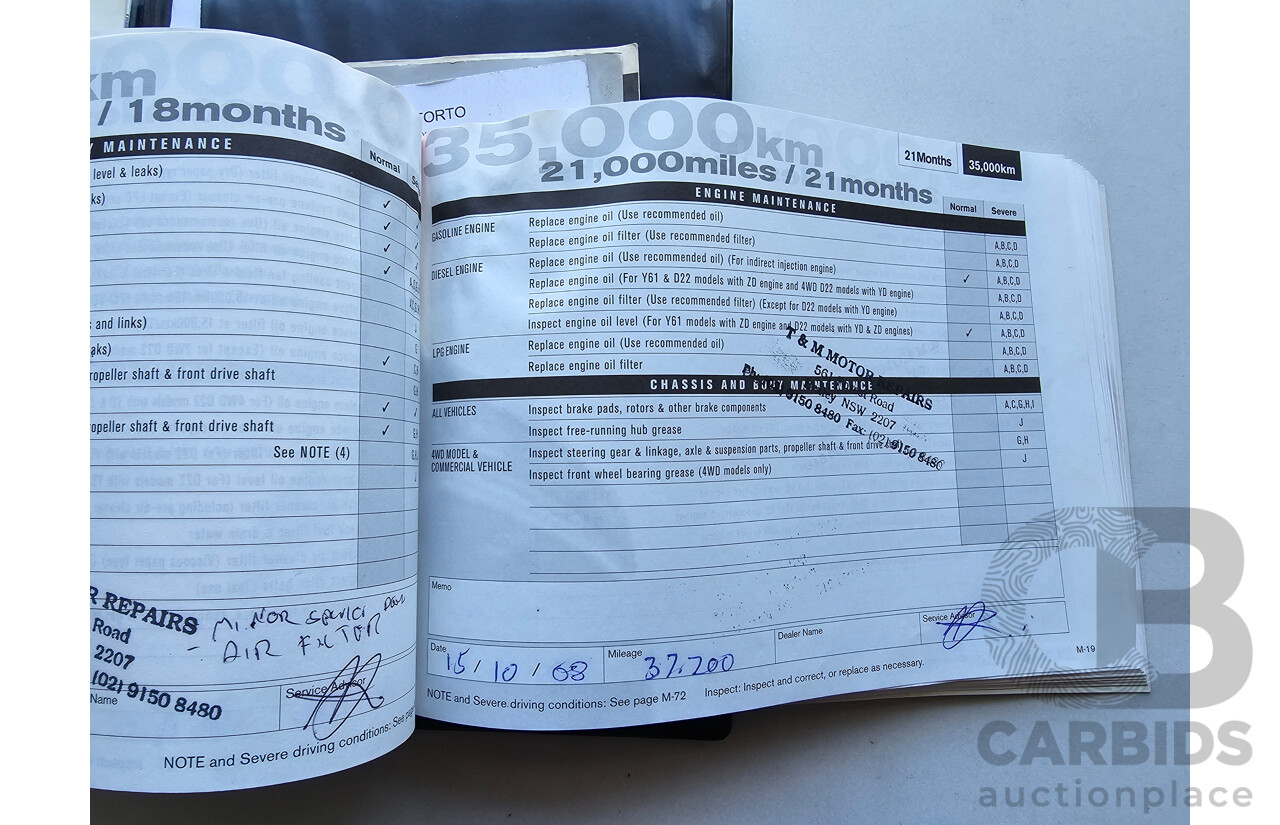 TORTO
km
/ 18months
MAINTENANCE
Normal
level & leaks)
ks)
s and links)
aks)
ropeller shaft & front drive shaft
ropeller shaft & front drive shaft
See NOTE (4)
R REPAIRS
Road
2207
(02) 9150 8480
MINOR SERVICE
- AIR FILTER
Name
Service Advisor
NOTE and Severe driving conditions: See
35,000km
21,000miles / 21months
21Months
35,000km
ENGINE MAINTENANCE
Normal Severe
GASOLINE ENGINE
Replace engine oil (Use recommended oil)
Replace engine oil filter (Use recommended filter) A,B,C,D
DIESEL ENGINE
Replace engine oil (Use recommended oil) (For indirect injection engine) A,B,C,D
Replace engine oil (For Y61 & D22 models with ZD engine and 4WD D22 models with YD engine) ✓ A,B,C,D
Replace engine oil filter (Use recommended filter) (Except for D22 models with YD engine) A,B,C,D
Inspect engine oil level (For Y61 models with ZD engine and D22 models with YD & ZD engines) A,B,C,D
LPG ENGINE
Replace engine oil (Use recommended oil) ✓ A,B,C,D
Replace engine oil filter A,B,C,D
A,B,C,D
CHASSIS AND BODY MAINTENANCE
ALL VEHICLES
Inspect brake pads, rotors & other brake components A,C,G,H,I
Inspect free-running hub grease J
4WD MODEL &
COMMERCIAL VEHICLE
Inspect steering gear & linkage, axle & suspension parts, propeller shaft & front drive G,H
Inspect front wheel bearing grease (4WD models only) J
T & M MOTOR REPAIRS
Road
NSW 2207
9150 8480 Fax: (02) 9150 8480
Memo
Date
15/10/08
Mileage
37,200
Dealer Name
Service Advisor
M-19
NOTE and Severe driving conditions: See page M-72
Inspect: Inspect and correct, or replace as necessary.
CB
CARBIDS
auctionplace